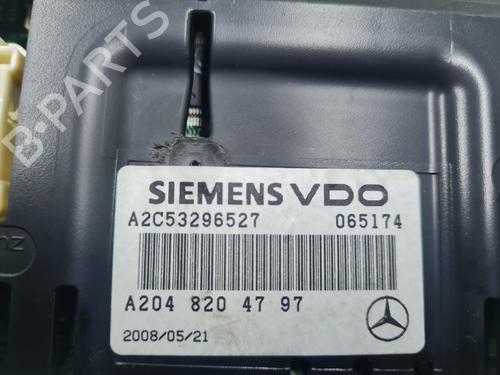 B-PARTS
SIEMENS VDO
A2C53296527 065174
A204 820 47 97
2008/05/21